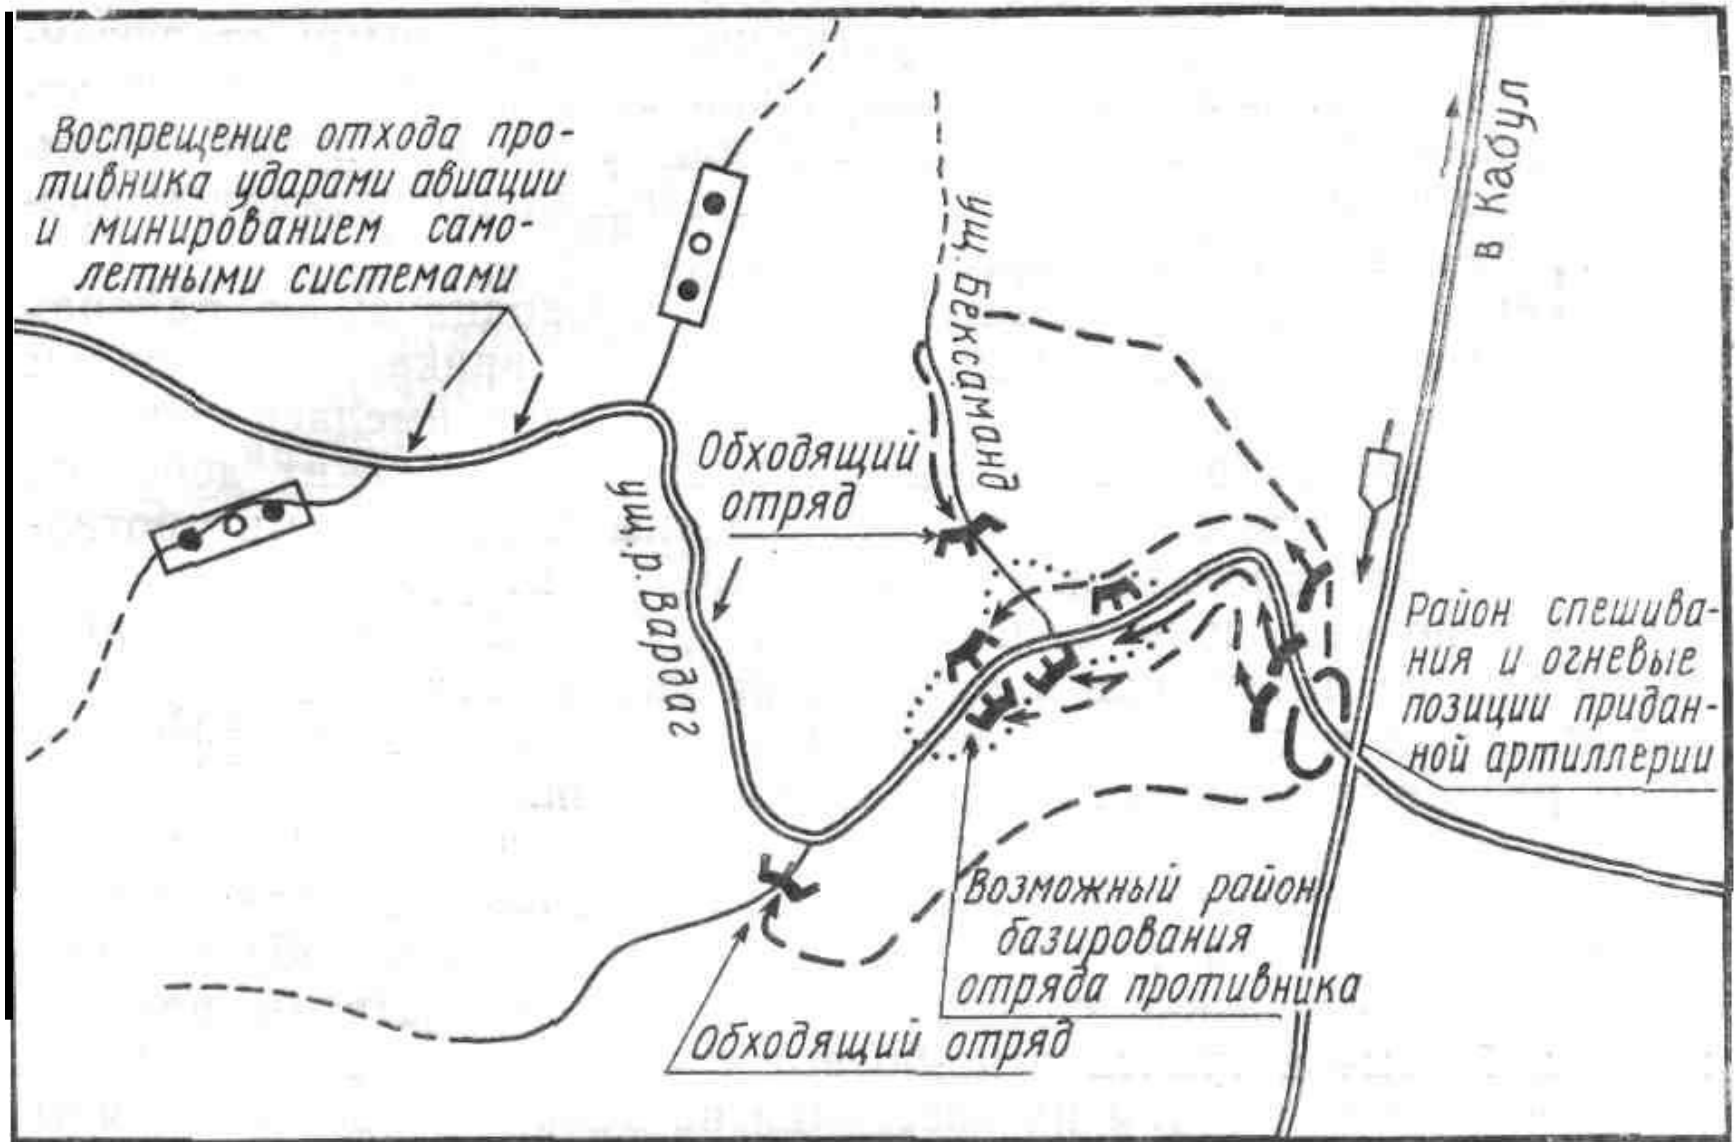 Воспрещение отхода про-
тивника ударами авиации
и минированием само-
летными системами
в Кабул
ущ. Бексаманд
Обходящий
отряд
ущ. р. Вардаг
Район спешива-
ния и огневые
позиции придан-
ной артиллерии
Возможный район
базирования
отряда противника
Обходящий отряд